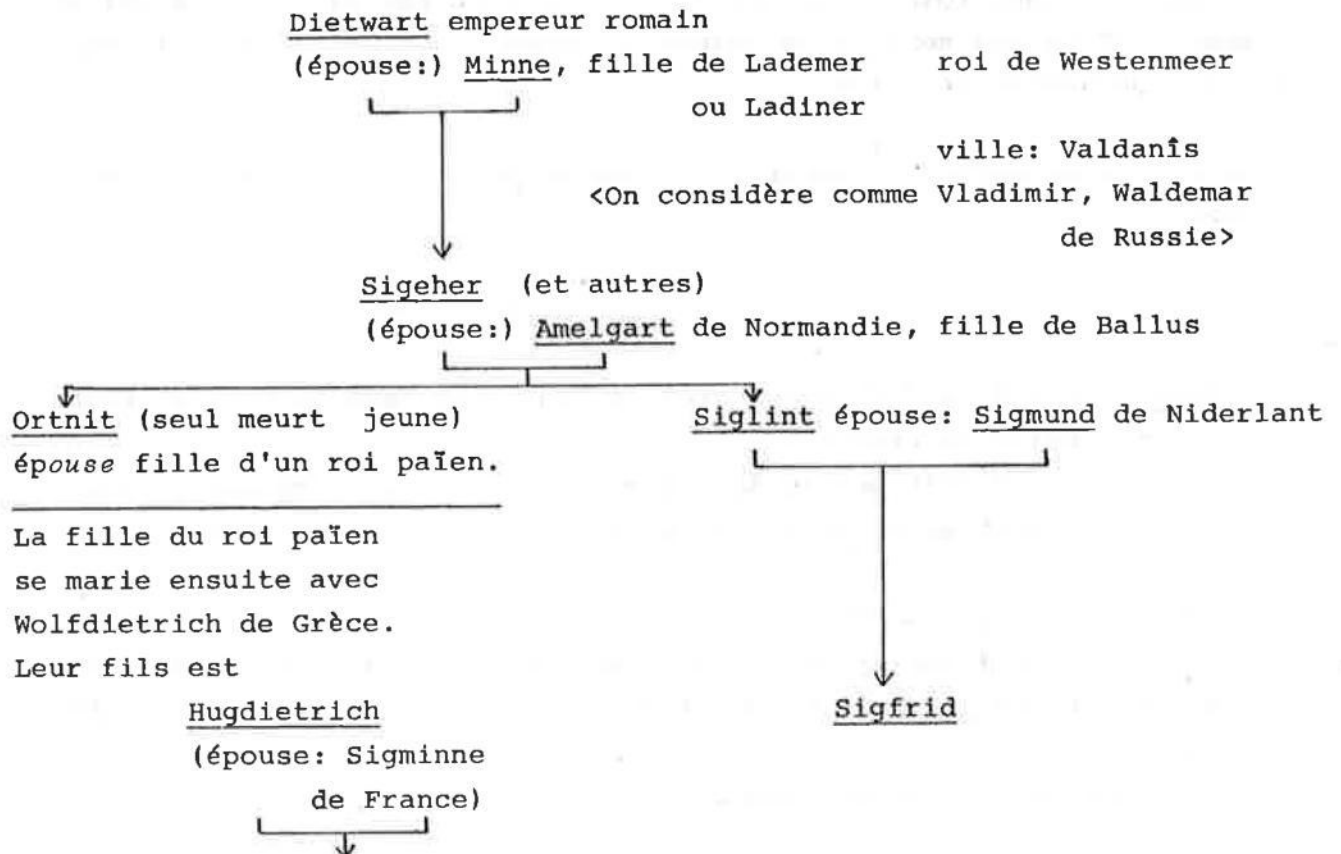 Dietwart empereur romain
(épouse:) Minne, fille de Lademer roi de Westenmeer
ou Ladiner
ville: Valdanîs
<On considère comme Vladimir, Waldemar
de Russie>
Sigeher (et autres)
(épouse:) Amelgart de Normandie, fille de Ballus
Ortnit (seul meurt jeune)
épouse fille d'un roi païen.
Siglint épouse: Sigmund de Niderlant
La fille du roi païen
se marie ensuite avec
Wolfdietrich de Grèce.
Leur fils est
Hugdietrich
(épouse: Sigminne
de France)
Sigfrid